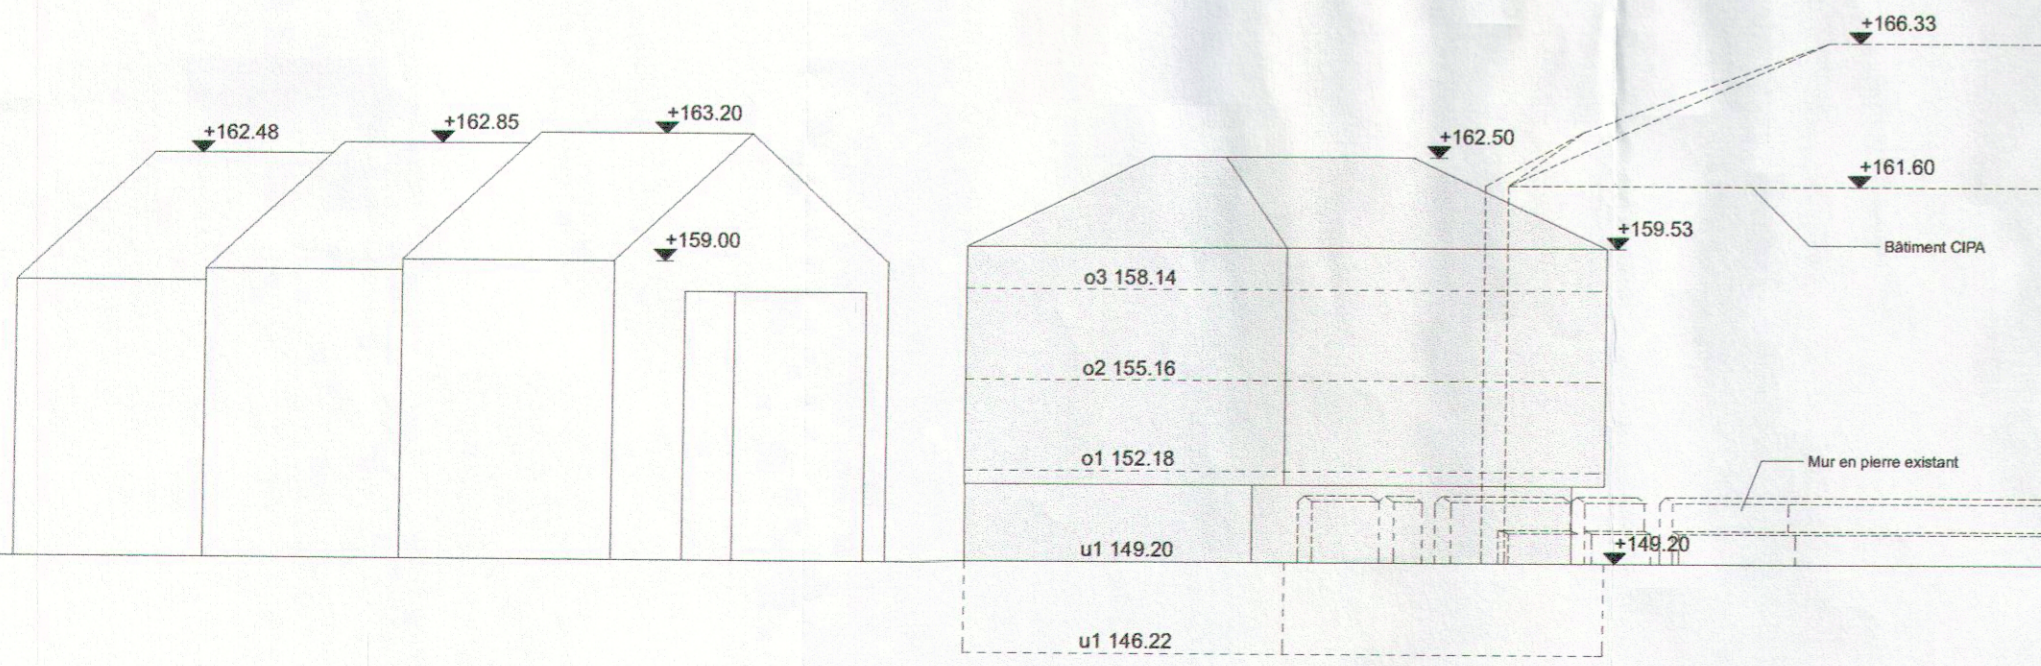 +166.33
+163.20
+162.85
+162.48
+162.50
+161.60
+159.53
+159.00
Bâtiment CIPA
o3 158.14
o2 155.16
o1 152.18
Mur en pierre existant
u1 149.20
+149.20
u1 146.22